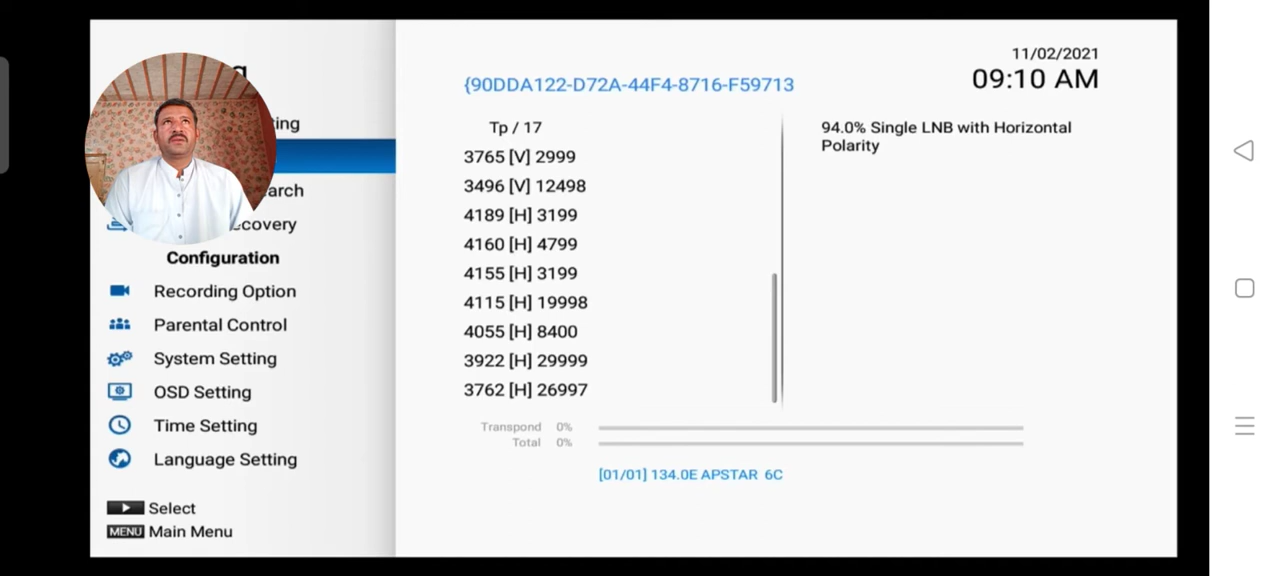 11/02/2021
09:10 AM
{90DDA122-D72A-44F4-8716-F59713
Configuration
Recording Option
Parental Control
System Setting
OSD Setting
Time Setting
Language Setting
Select
MENU Main Menu
Tp / 17
3765 [V] 2999
3496 [V] 12498
4189 [H] 3199
4160 [H] 4799
4155 [H] 3199
4115 [H] 19998
4055 [H] 8400
3922 [H] 29999
3762 [H] 26997
94.0% Single LNB with Horizontal
Polarity
Transpond 0%
Total 0%
[01/01] 134.0E APSTAR 6C